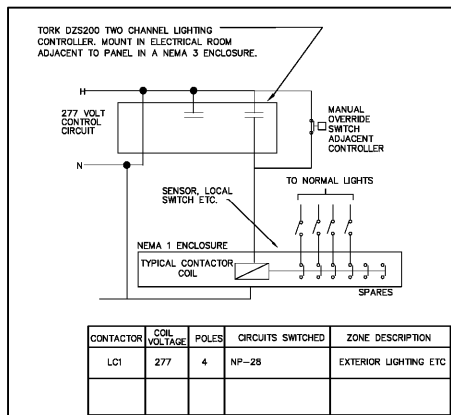 TORK DZS200 TWO CHANNEL LIGHTING
CONTROLLER. MOUNT IN ELECTRICAL ROOM
ADJACENT TO PANEL IN A NEMA 3 ENCLOSURE.
H
277 VOLT
CONTROL
CIRCUIT
MANUAL
OVERRIDE
SWITCH
ADJACENT
CONTROLLER
N
TO NORMAL LIGHTS
SENSOR, LOCAL
SWITCH ETC.
NEMA 1 ENCLOSURE
TYPICAL CONTACTOR
COIL
SPARES
CONTACTOR COIL VOLTAGE POLES CIRCUITS SWITCHED ZONE DESCRIPTION
LC1 277 4 NP-28 EXTERIOR LIGHTING ETC